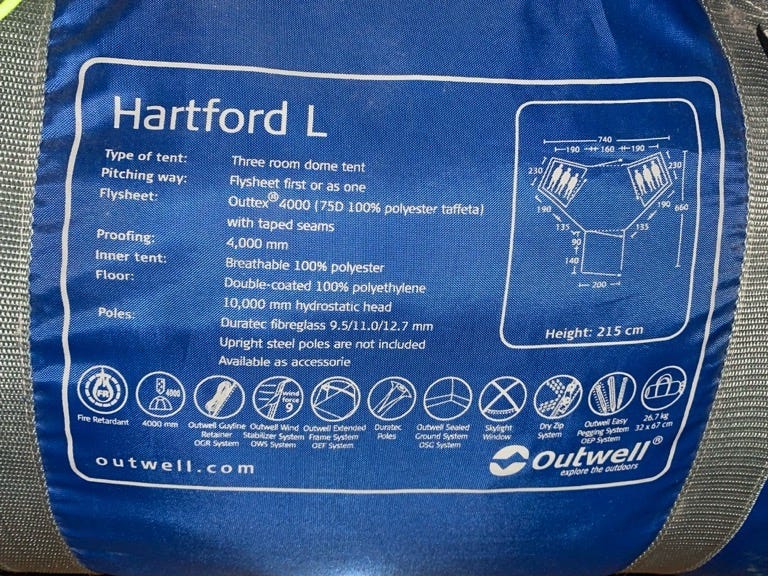 Hartford L
Type of tent: Three room dome tent
Pitching way: Flysheet first or as one
Flysheet: Outtex® 4000 (75D 100% polyester taffeta)
with taped seams
Proofing: 4,000 mm
Inner tent: Breathable 100% polyester
Floor: Double-coated 100% polyethylene
10,000 mm hydrostatic head
Poles: Duratec fibreglass 9.5/11.0/12.7 mm
Upright steel poles are not included
Available as accessorie
740
190 160 190
230 230
190 190
660
135 135
90
140
200
Height: 215 cm
FR
Fire Retardant
4000
4000 mm
Outwell Guyline
Retainer
OGR System
wind
force
9
Outwell Wind
Stabilizer System
OWS System
Outwell Extended
Frame System
OEF System
Duratec
Poles
Outwell Sealed
Ground System
OSG System
Skylight
Window
Dry Zip
System
Outwell Easy
Pegging System
OEP System
26.7 kg
32 x 67 cm
outwell.com
Outwell®
explore the outdoors